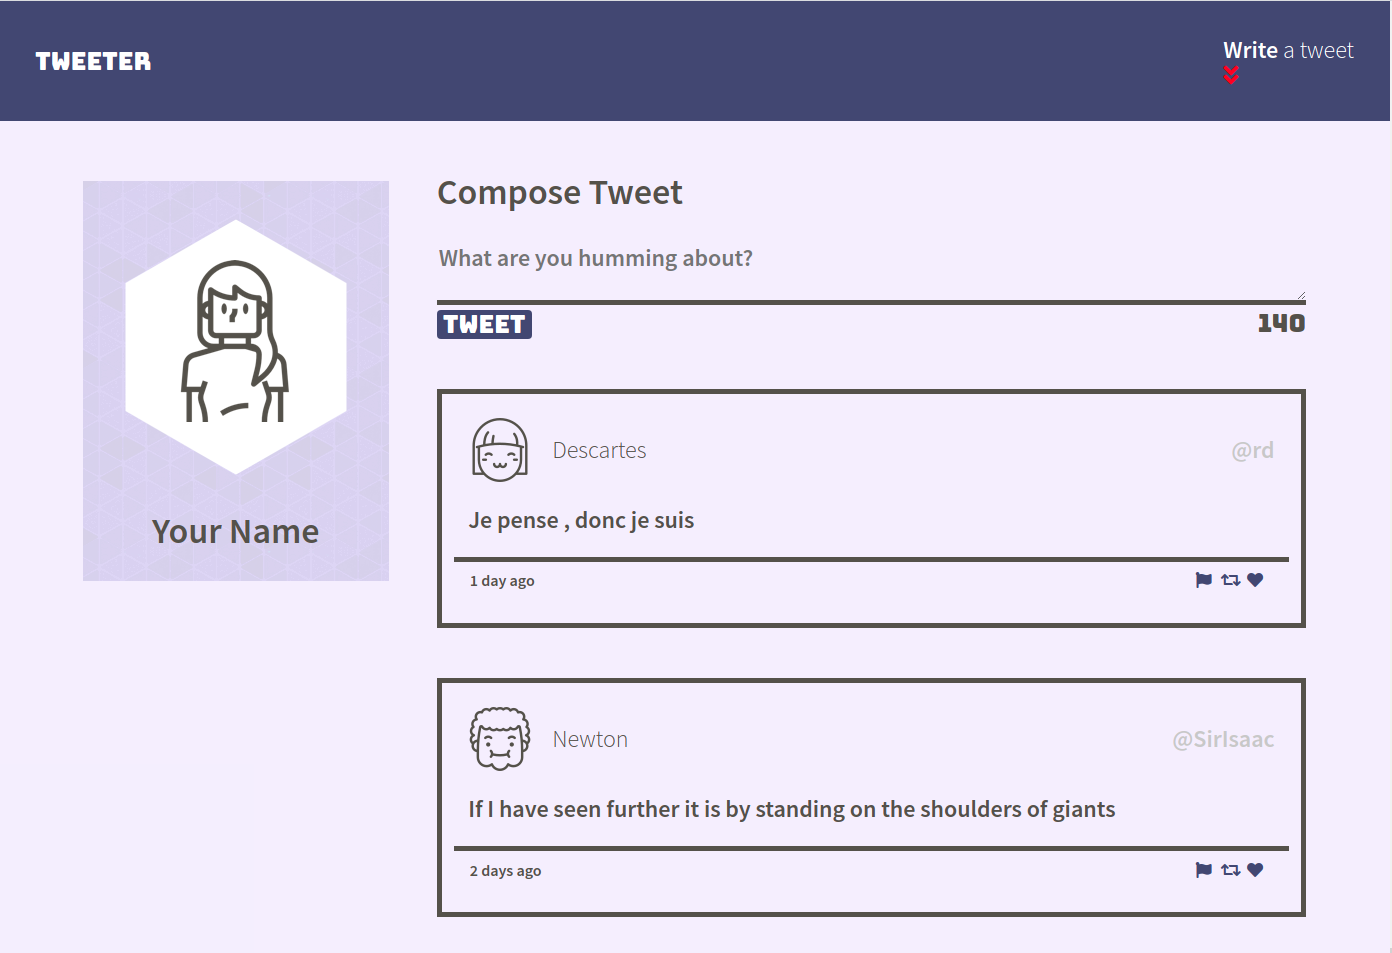 TWEETER
Write a tweet
Your Name
Compose Tweet
What are you humming about?
TWEET
140
Descartes
@rd
Je pense , donc je suis
1 day ago
Newton
@SirIsaac
If I have seen further it is by standing on the shoulders of giants
2 days ago